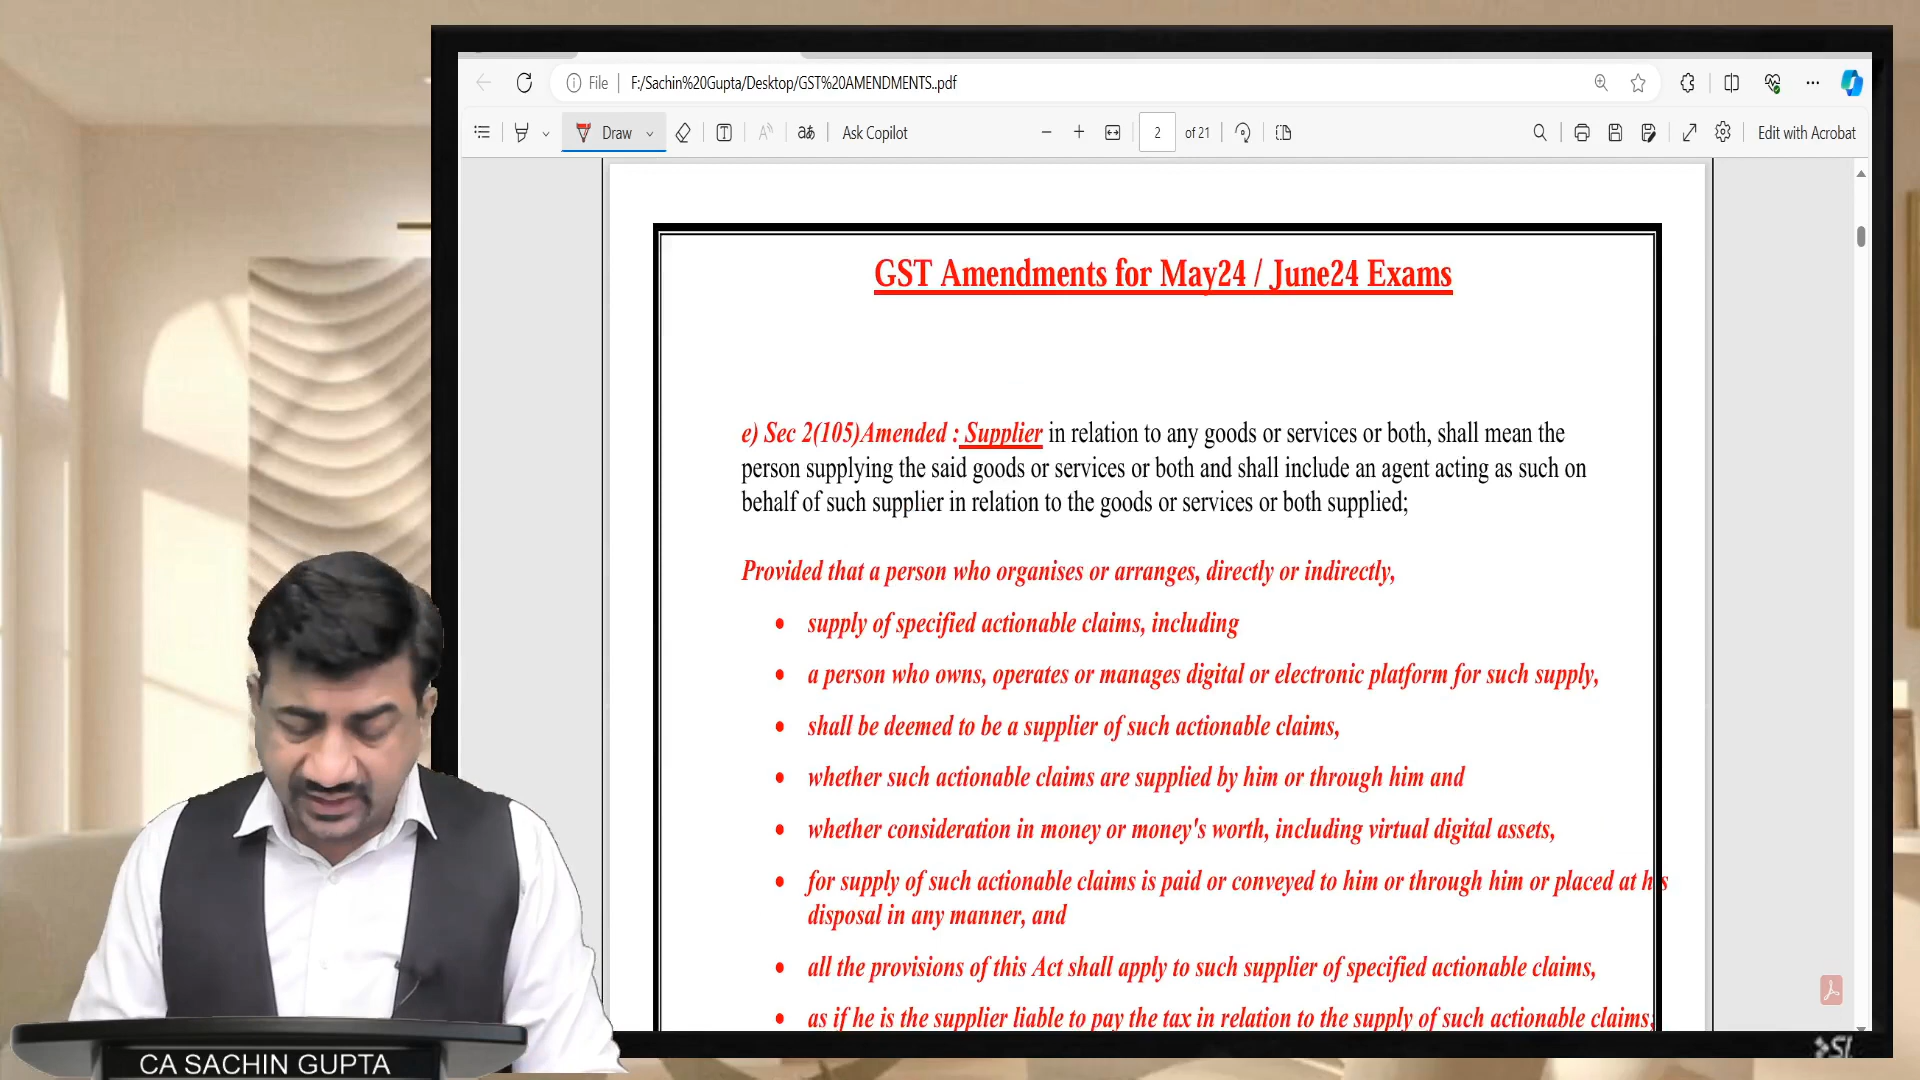 File
F:/Sachin%20Gupta/Desktop/GST%20AMENDMENTS..pdf
Draw
aあ
Ask Copilot
2
of 21
Edit with Acrobat
GST Amendments for May24 / June24 Exams
e) Sec 2(105)Amended : Supplier in relation to any goods or services or both, shall mean the
person supplying the said goods or services or both and shall include an agent acting as such on
behalf of such supplier in relation to the goods or services or both supplied;
Provided that a person who organises or arranges, directly or indirectly,
• supply of specified actionable claims, including
• a person who owns, operates or manages digital or electronic platform for such supply,
• shall be deemed to be a supplier of such actionable claims,
• whether such actionable claims are supplied by him or through him and
• whether consideration in money or money's worth, including virtual digital assets,
• for supply of such actionable claims is paid or conveyed to him or through him or placed at his
disposal in any manner, and
• all the provisions of this Act shall apply to such supplier of specified actionable claims,
• as if he is the supplier liable to pay the tax in relation to the supply of such actionable claims;
CA SACHIN GUPTA